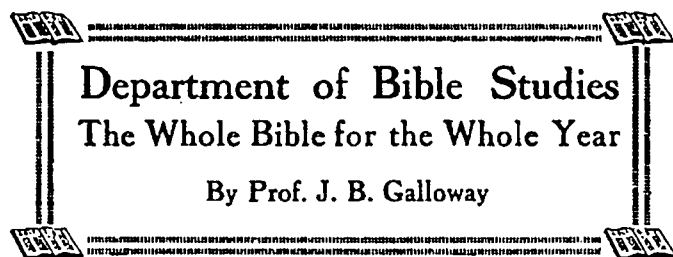 Department of Bible Studies
The Whole Bible for the Whole Year
By Prof. J. B. Galloway